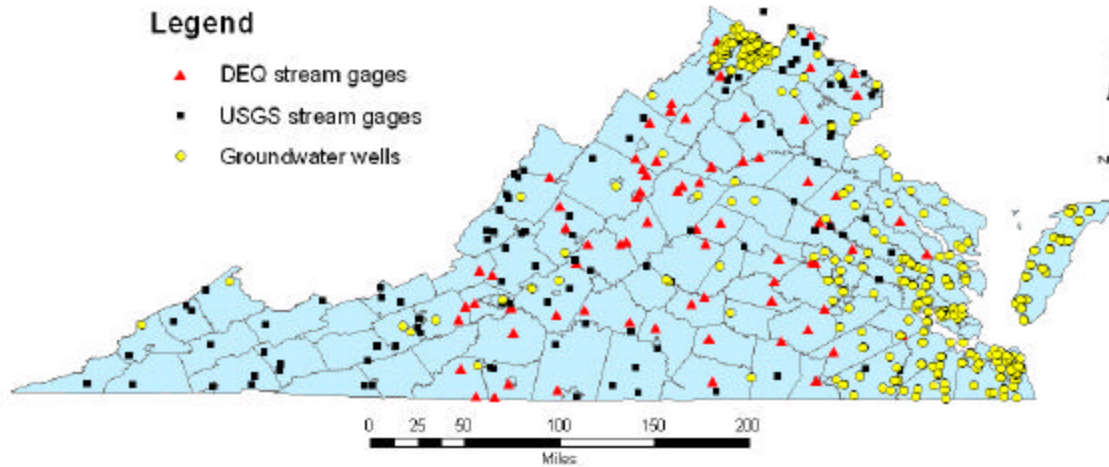 Legend
DEQ stream gages
USGS stream gages
Groundwater wells
N
0 25 50 100 150 200
Miles